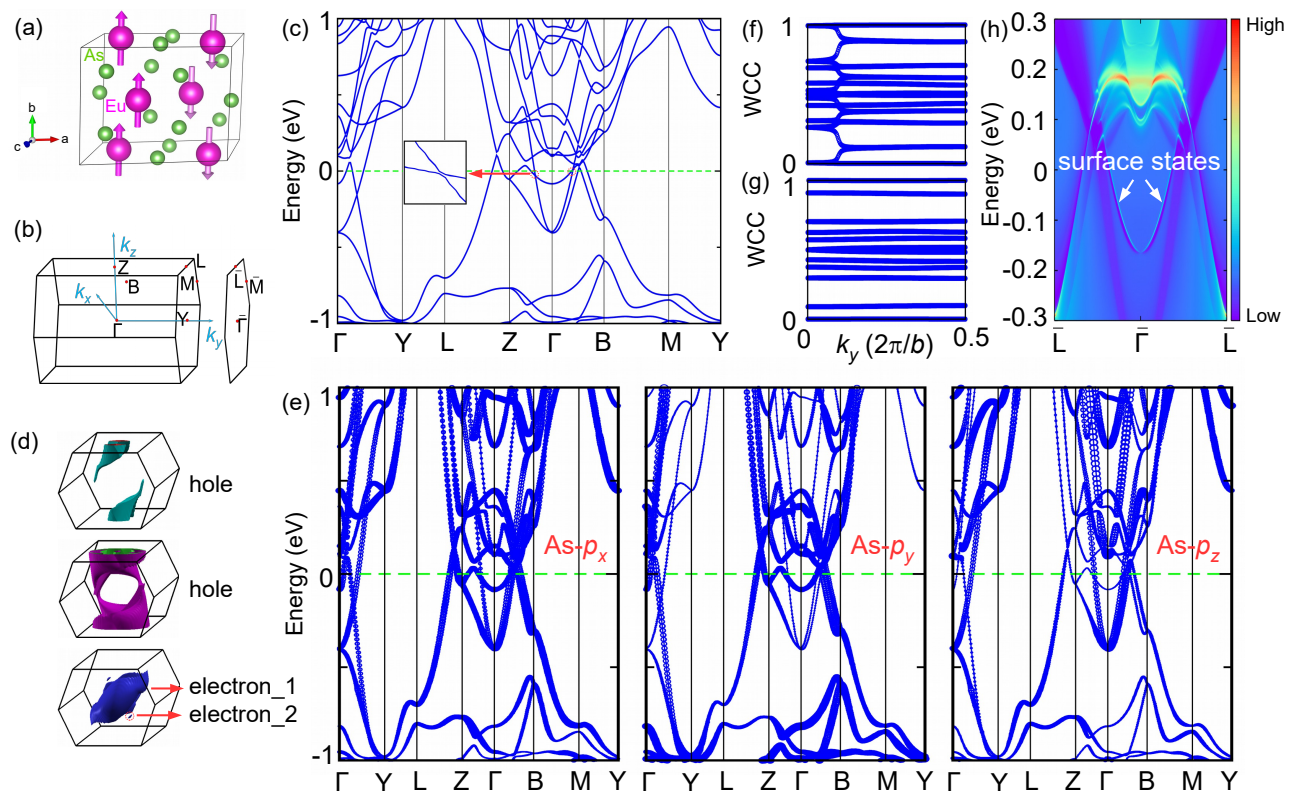 (a)
As
Eu
b
a
c
(b)
k_z
Z
L
B
M
k_x
Γ
Y
k_y
L̄
M̄
Γ̄
(c)
Energy (eV)
1
0
-1
Γ Y L Z Γ B M Y
(d)
hole
hole
electron_1
electron_2
(e)
Energy (eV)
1
0
-1
As-p_x
Γ Y L Z Γ B M Y
As-p_y
Γ Y L Z Γ B M Y
As-p_z
Γ Y L Z Γ B M Y
(f)
WCC
1
0
(g)
WCC
1
0
0 k_y (2π/b) 0.5
(h)
Energy (eV)
0.3
0.2
0.1
0
-0.1
-0.2
-0.3
surface states
L̄ Γ̄ L̄
High
Low